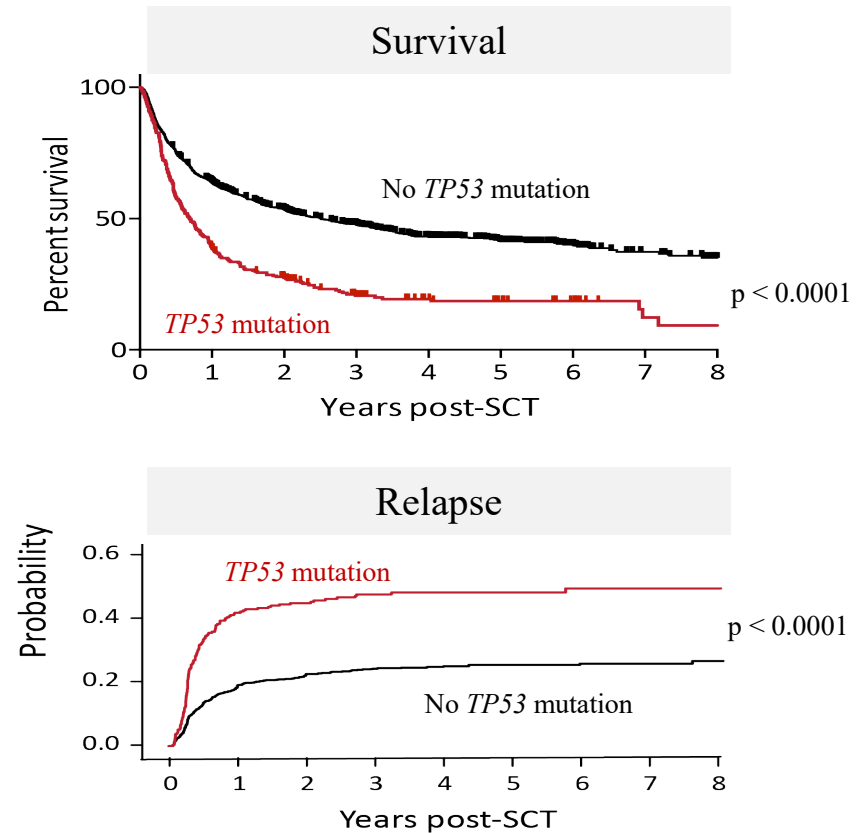 Survival
Percent survival
100
50
0
No TP53 mutation
TP53 mutation
p < 0.0001
0 1 2 3 4 5 6 7 8
Years post-SCT
Relapse
Probability
0.6
0.4
0.2
0.0
TP53 mutation
No TP53 mutation
p < 0.0001
0 1 2 3 4 5 6 7 8
Years post-SCT